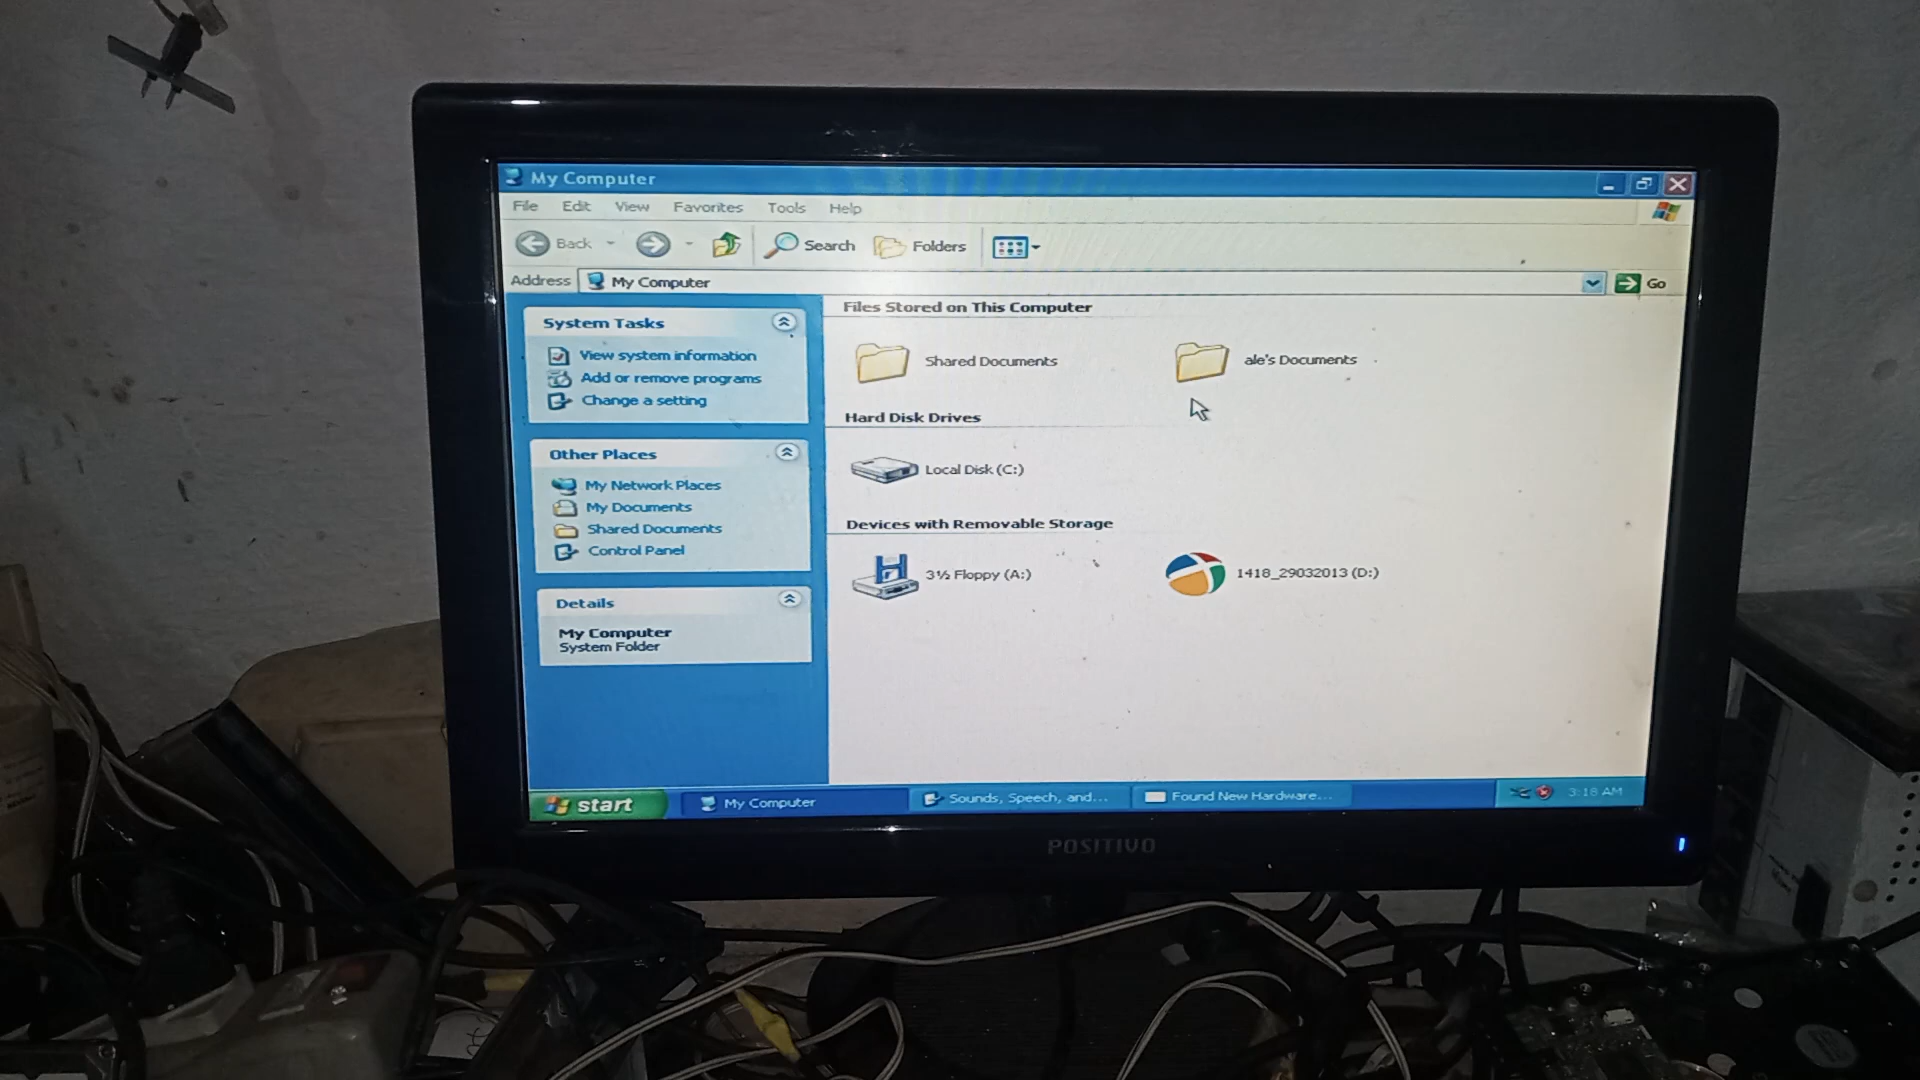 My Computer
File Edit View Favorites Tools Help
Back Search Folders
Address My Computer Go
System Tasks
View system information
Add or remove programs
Change a setting
Other Places
My Network Places
My Documents
Shared Documents
Control Panel
Details
My Computer
System Folder
Files Stored on This Computer
Shared Documents ale's Documents
Hard Disk Drives
Local Disk (C:)
Devices with Removable Storage
3½ Floppy (A:) 1418_29032013 (D:)
start My Computer Sounds, Speech, and... Found New Hardware... 3:18 AM
POSITIVO